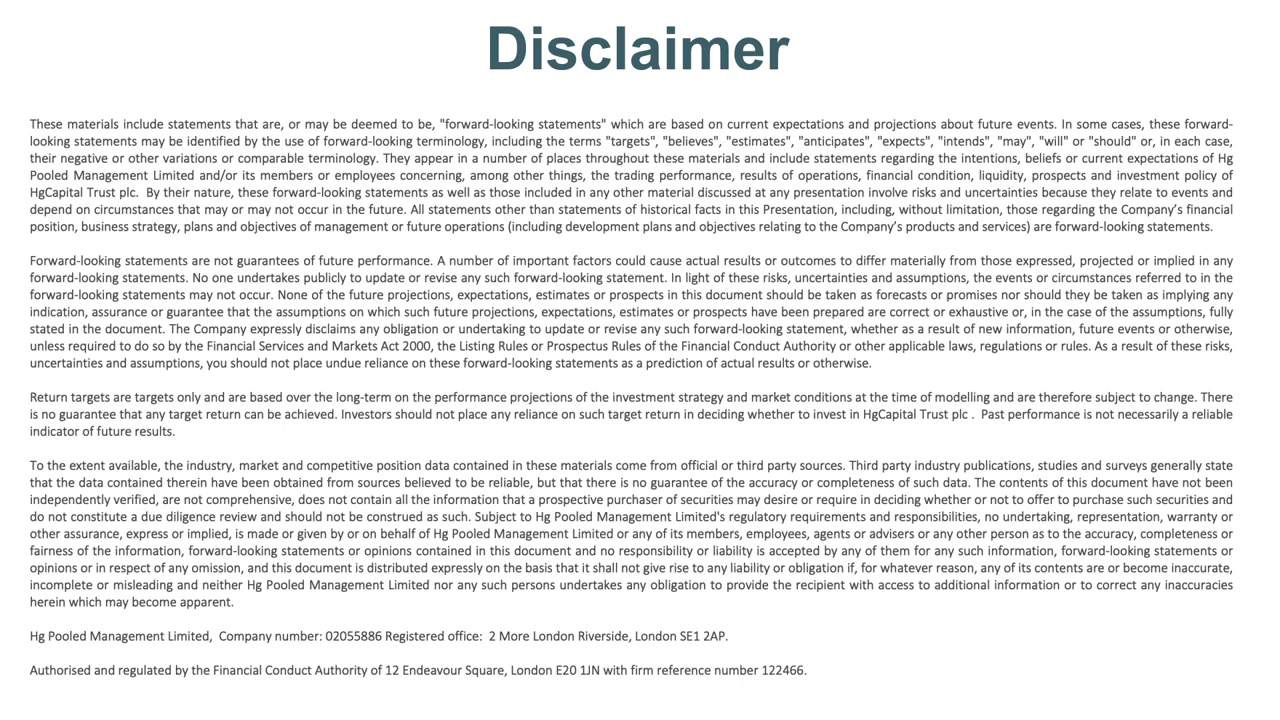 Disclaimer
These materials include statements that are, or may be deemed to be, "forward-looking statements" which are based on current expectations and projections about future events. In some cases, these forward-
looking statements may be identified by the use of forward-looking terminology, including the terms "targets", "believes", "estimates", "anticipates", "expects", "intends", "may", "will" or "should" or, in each case,
their negative or other variations or comparable terminology. They appear in a number of places throughout these materials and include statements regarding the intentions, beliefs or current expectations of Hg
Pooled Management Limited and/or its members or employees concerning, among other things, the trading performance, results of operations, financial condition, liquidity, prospects and investment policy of
HgCapital Trust plc.  By their nature, these forward-looking statements as well as those included in any other material discussed at any presentation involve risks and uncertainties because they relate to events and
depend on circumstances that may or may not occur in the future. All statements other than statements of historical facts in this Presentation, including, without limitation, those regarding the Company’s financial
position, business strategy, plans and objectives of management or future operations (including development plans and objectives relating to the Company’s products and services) are forward-looking statements.
Forward-looking statements are not guarantees of future performance. A number of important factors could cause actual results or outcomes to differ materially from those expressed, projected or implied in any
forward-looking statements. No one undertakes publicly to update or revise any such forward-looking statement. In light of these risks, uncertainties and assumptions, the events or circumstances referred to in the
forward-looking statements may not occur. None of the future projections, expectations, estimates or prospects in this document should be taken as forecasts or promises nor should they be taken as implying any
indication, assurance or guarantee that the assumptions on which such future projections, expectations, estimates or prospects have been prepared are correct or exhaustive or, in the case of the assumptions, fully
stated in the document. The Company expressly disclaims any obligation or undertaking to update or revise any such forward-looking statement, whether as a result of new information, future events or otherwise,
unless required to do so by the Financial Services and Markets Act 2000, the Listing Rules or Prospectus Rules of the Financial Conduct Authority or other applicable laws, regulations or rules. As a result of these risks,
uncertainties and assumptions, you should not place undue reliance on these forward-looking statements as a prediction of actual results or otherwise.
Return targets are targets only and are based over the long-term on the performance projections of the investment strategy and market conditions at the time of modelling and are therefore subject to change. There
is no guarantee that any target return can be achieved. Investors should not place any reliance on such target return in deciding whether to invest in HgCapital Trust plc .  Past performance is not necessarily a reliable
indicator of future results.
To the extent available, the industry, market and competitive position data contained in these materials come from official or third party sources. Third party industry publications, studies and surveys generally state
that the data contained therein have been obtained from sources believed to be reliable, but that there is no guarantee of the accuracy or completeness of such data. The contents of this document have not been
independently verified, are not comprehensive, does not contain all the information that a prospective purchaser of securities may desire or require in deciding whether or not to offer to purchase such securities and
do not constitute a due diligence review and should not be construed as such. Subject to Hg Pooled Management Limited's regulatory requirements and responsibilities, no undertaking, representation, warranty or
other assurance, express or implied, is made or given by or on behalf of Hg Pooled Management Limited or any of its members, employees, agents or advisers or any other person as to the accuracy, completeness or
fairness of the information, forward-looking statements or opinions contained in this document and no responsibility or liability is accepted by any of them for any such information, forward-looking statements or
opinions or in respect of any omission, and this document is distributed expressly on the basis that it shall not give rise to any liability or obligation if, for whatever reason, any of its contents are or become inaccurate,
incomplete or misleading and neither Hg Pooled Management Limited nor any such persons undertakes any obligation to provide the recipient with access to additional information or to correct any inaccuracies
herein which may become apparent.
Hg Pooled Management Limited,  Company number: 02055886 Registered office:  2 More London Riverside, London SE1 2AP.
Authorised and regulated by the Financial Conduct Authority of 12 Endeavour Square, London E20 1JN with firm reference number 122466.